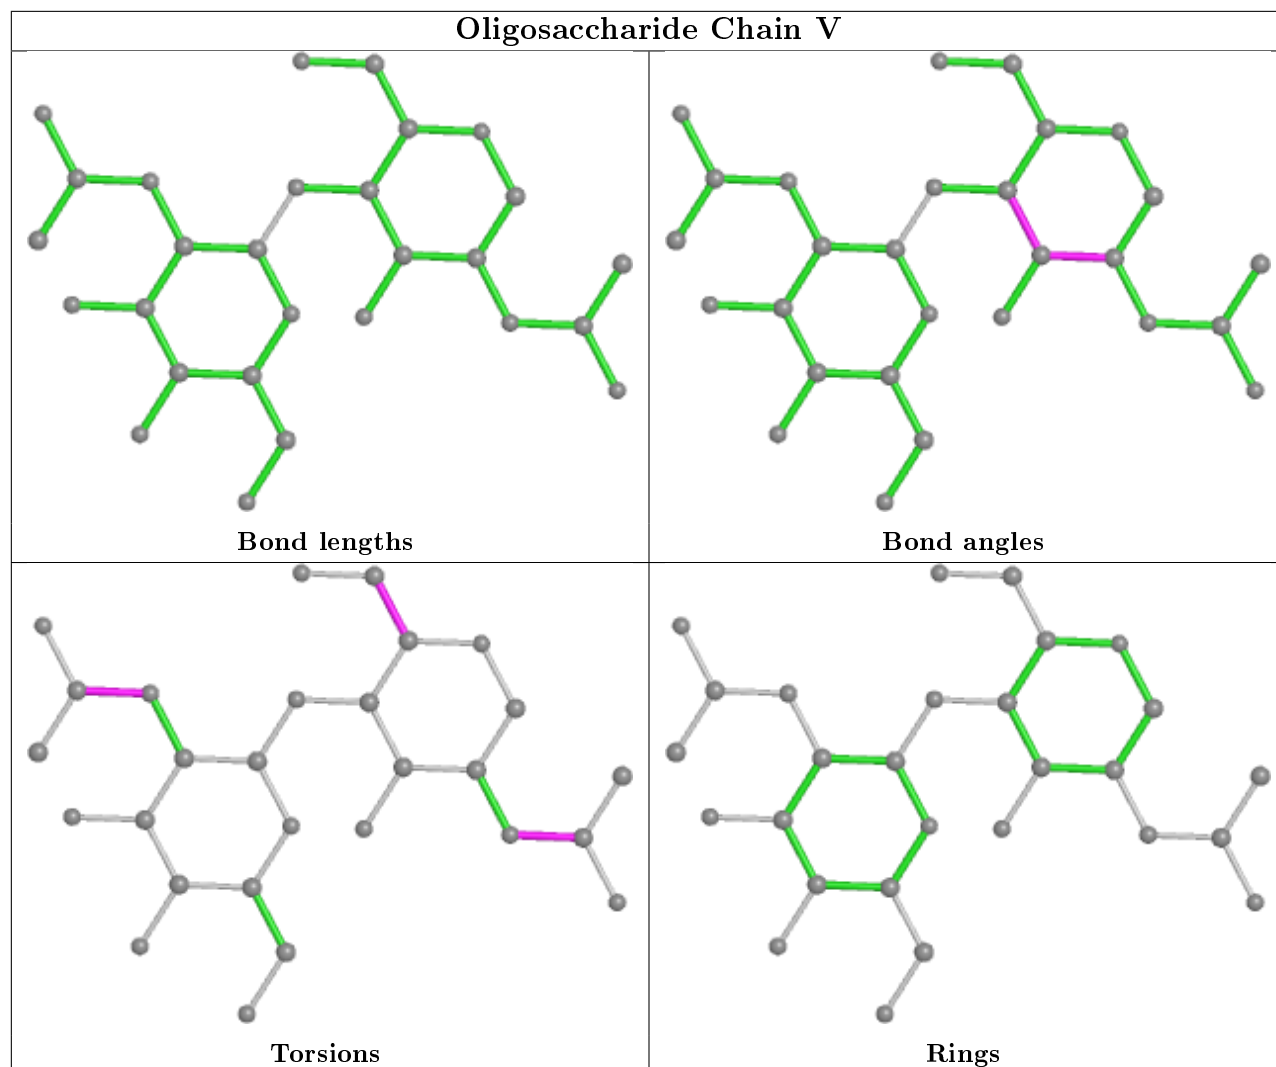 Oligosaccharide Chain V
Bond lengths
Bond angles
Torsions
Rings